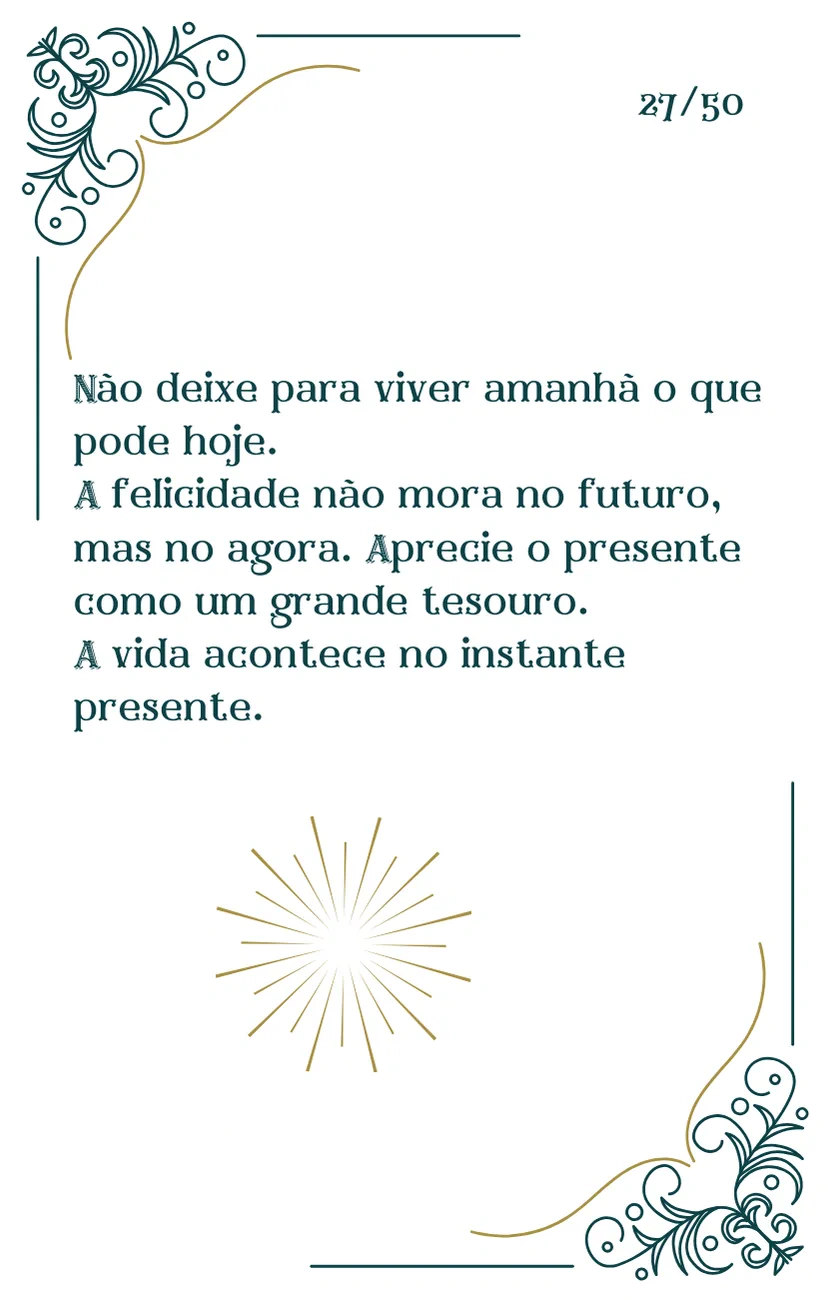 27/50
Não deixe para viver amanhã o que
pode hoje.
A felicidade não mora no futuro,
mas no agora. Aprecie o presente
como um grande tesouro.
A vida acontece no instante
presente.